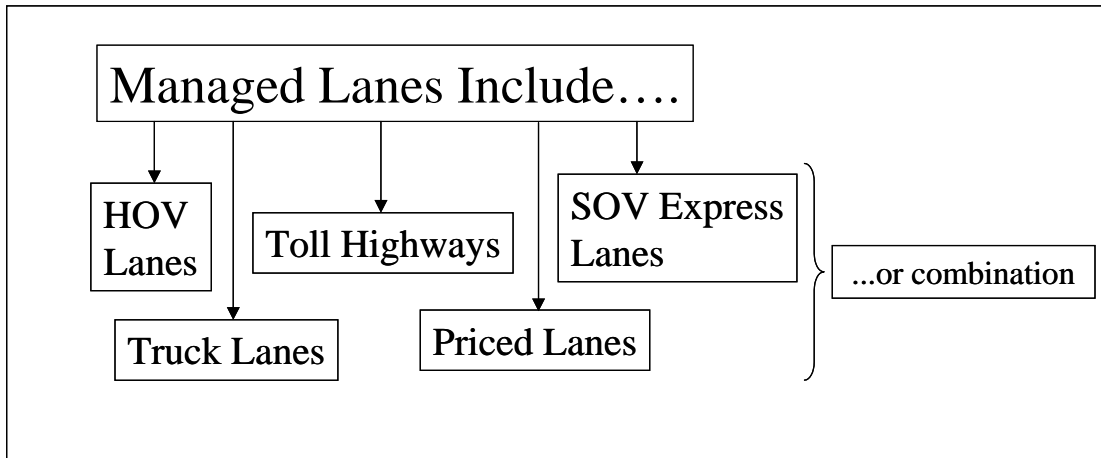 Managed Lanes Include….
HOV
Lanes
Truck Lanes
Toll Highways
Priced Lanes
SOV Express
Lanes
...or combination